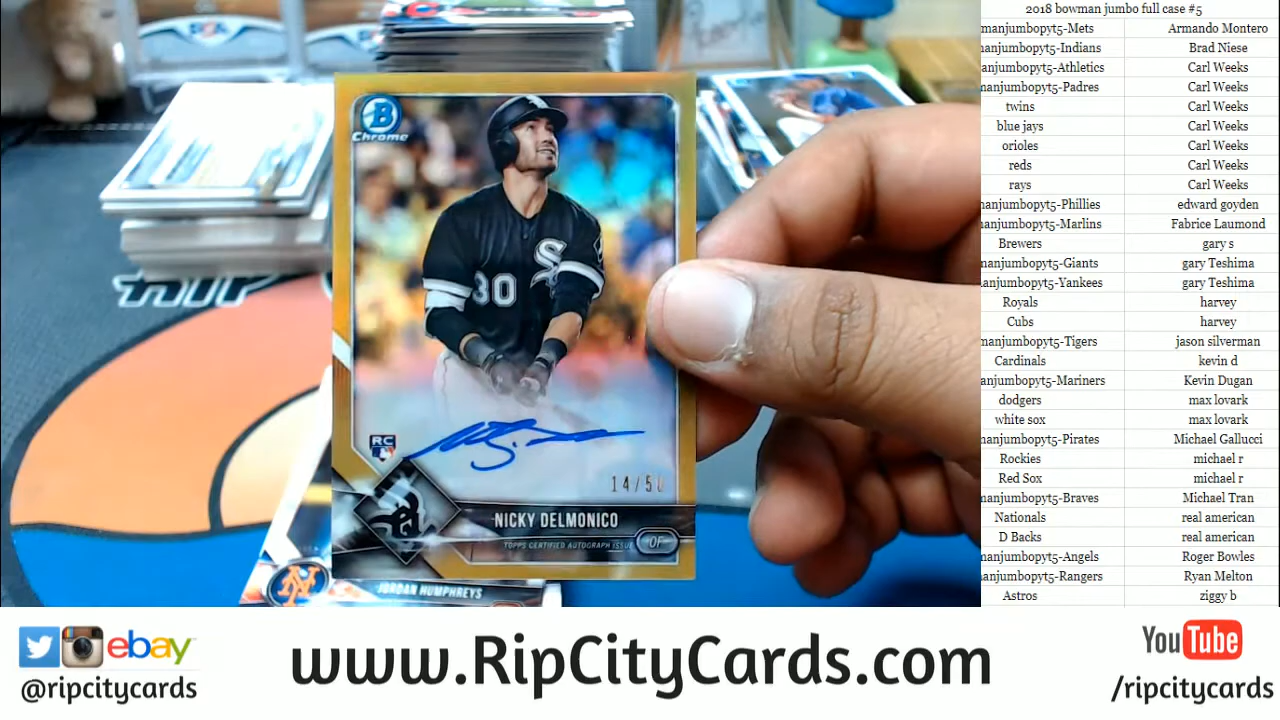 2018 bowman jumbo full case #5
manjumbopyt5-Mets Armando Montero
manjumbopyt5-Indians Brad Niese
anjumbopyt5-Athletics Carl Weeks
manjumbopyt5-Padres Carl Weeks
twins Carl Weeks
blue jays Carl Weeks
orioles Carl Weeks
reds Carl Weeks
rays Carl Weeks
manjumbopyt5-Phillies edward goyden
manjumbopyt5-Marlins Fabrice Laumond
Brewers gary s
manjumbopyt5-Giants gary Teshima
manjumbopyt5-Yankees gary Teshima
Royals harvey
Cubs harvey
manjumbopyt5-Tigers jason silverman
Cardinals kevin d
anjumbopyt5-Mariners Kevin Dugan
dodgers max lovark
white sox max lovark
manjumbopyt5-Pirates Michael Gallucci
Rockies michael r
Red Sox michael r
manjumbopyt5-Braves Michael Tran
Nationals real american
D Backs real american
manjumbopyt5-Angels Roger Bowles
manjumbopyt5-Rangers Ryan Melton
Astros ziggy b
B
Chrome
30
RC
14/50
NICKY DELMONICO
TOPPS CERTIFIED AUTOGRAPH ISSUE OF
JORDAN HUMPHREYS
ebay
@ripcitycards
www.RipCityCards.com
YouTube
/ripcitycards